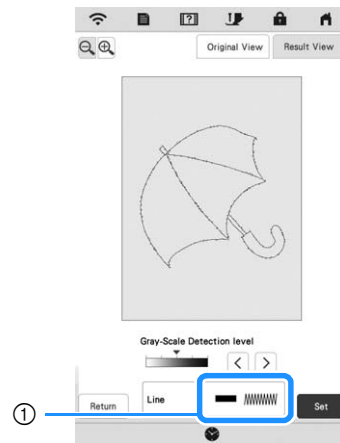 Original View
Result View
Gray-Scale Detection level
Line
Return
Set
①